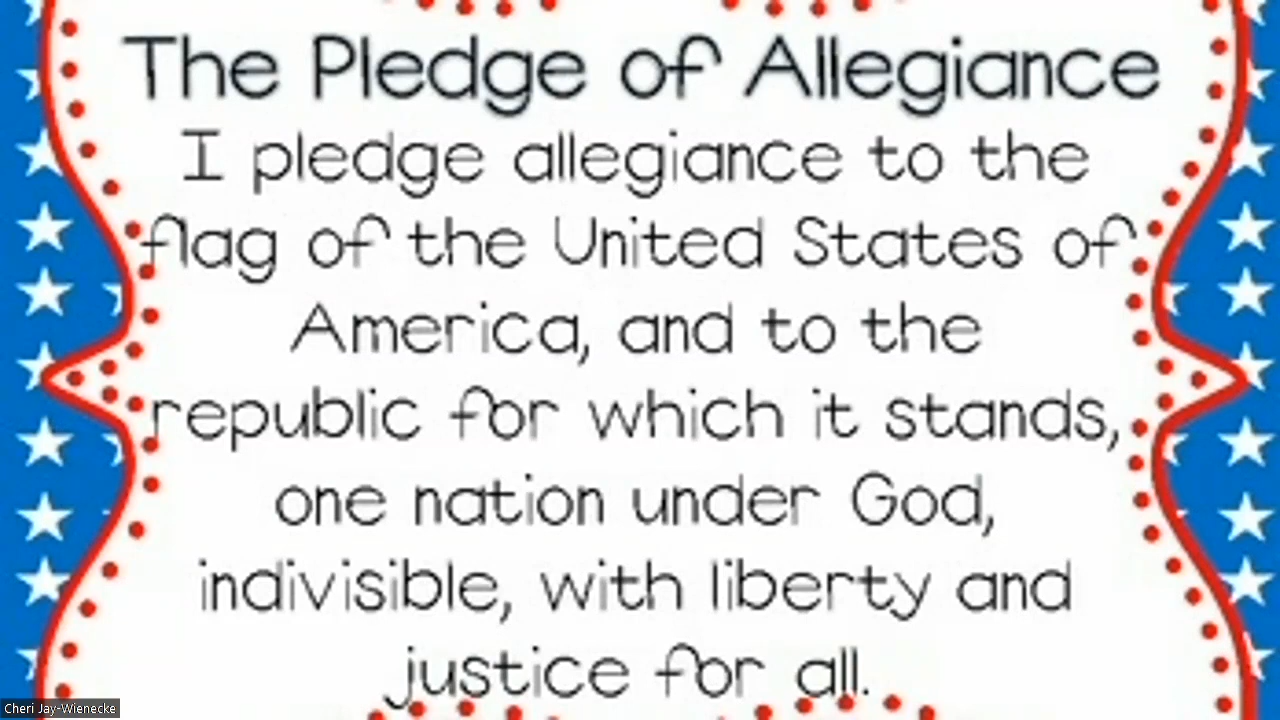 The Pledge of Allegiance
I pledge allegiance to the
flag of the United States of
America, and to the
republic for which it stands,
one nation under God,
indivisible, with liberty and
justice for all.
Cheri Jay-Wienecke